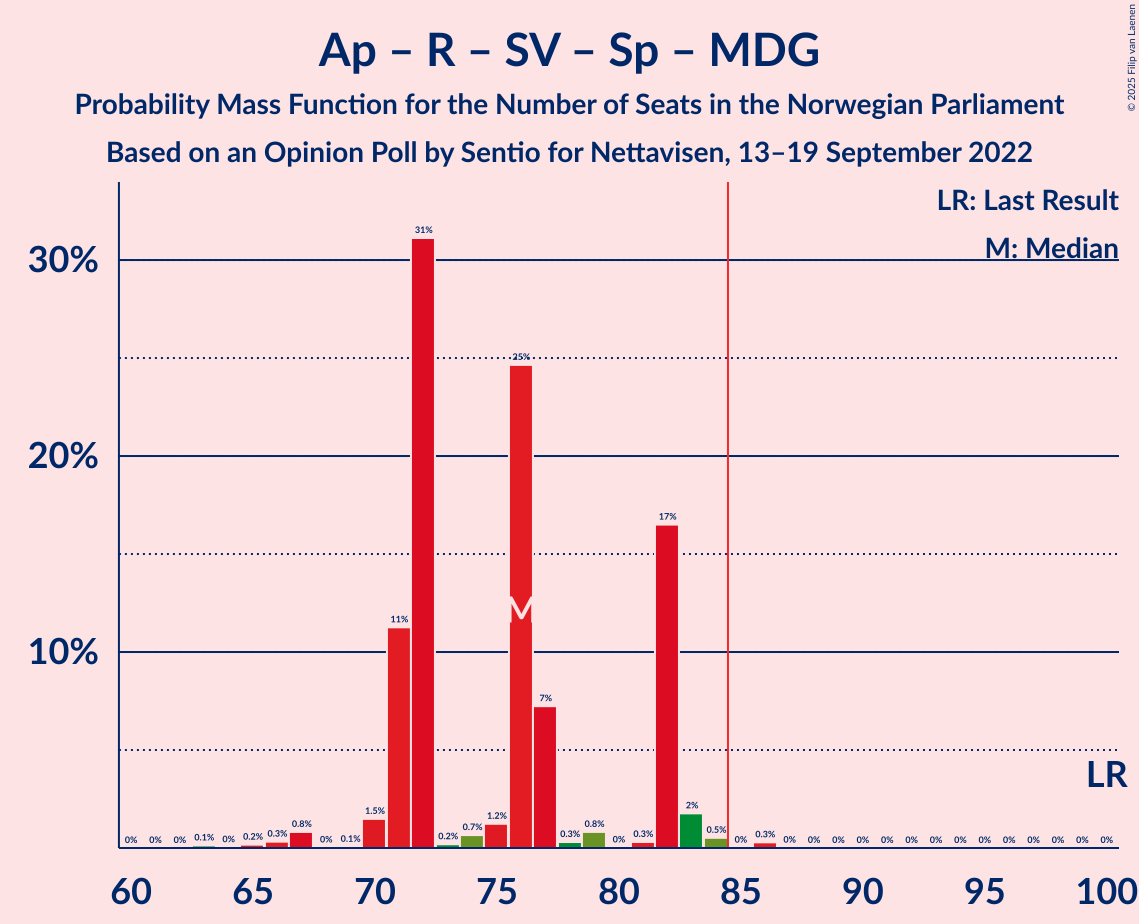 Ap – R – SV – Sp – MDG
Probability Mass Function for the Number of Seats in the Norwegian Parliament
Based on an Opinion Poll by Sentio for Nettavisen, 13–19 September 2022
© 2025 Filip van Laenen
LR: Last Result
M: Median
30%
20%
10%
0% 0% 0% 0.1% 0% 0.2% 0.3% 0.8% 0% 0.1% 1.5% 11% 31% 0.2% 0.7% 1.2% 25% 7% 0.3% 0.8% 0% 0.3% 17% 2% 0.5% 0% 0.3% 0% 0% 0% 0% 0% 0% 0% 0% 0% 0% 0% 0% 0% 0%
M
LR
60 65 70 75 80 85 90 95 100